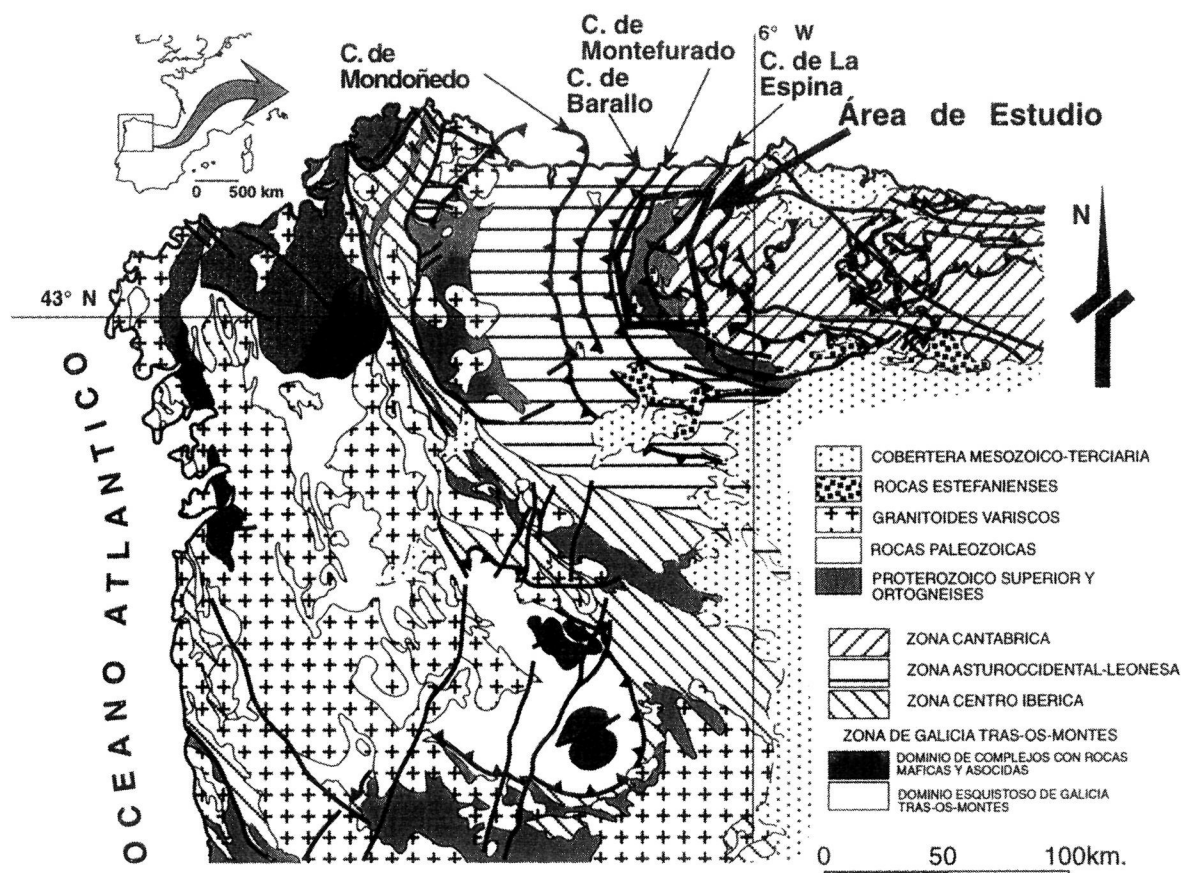 C. de
Mondoñedo
C. de
Montefurado
C. de
Barallo
6° W
C. de La
Espina
Área de Estudio
0 500 km
N
43° N
OCEANO ATLANTICO
COBERTERA MESOZOICO-TERCIARIA
ROCAS ESTEFANIENSES
GRANITOIDES VARISCOS
ROCAS PALEOZOICAS
PROTEROZOICO SUPERIOR Y
ORTOGNEISES
ZONA CANTABRICA
ZONA ASTUROCCIDENTAL-LEONESA
ZONA CENTRO IBERICA
ZONA DE GALICIA TRAS-OS-MONTES
DOMINIO DE COMPLEJOS CON ROCAS
MAFICAS Y ASOCIDAS
DOMINIO ESQUISTOSO DE GALICIA
TRAS-OS-MONTES
0 50 100km.